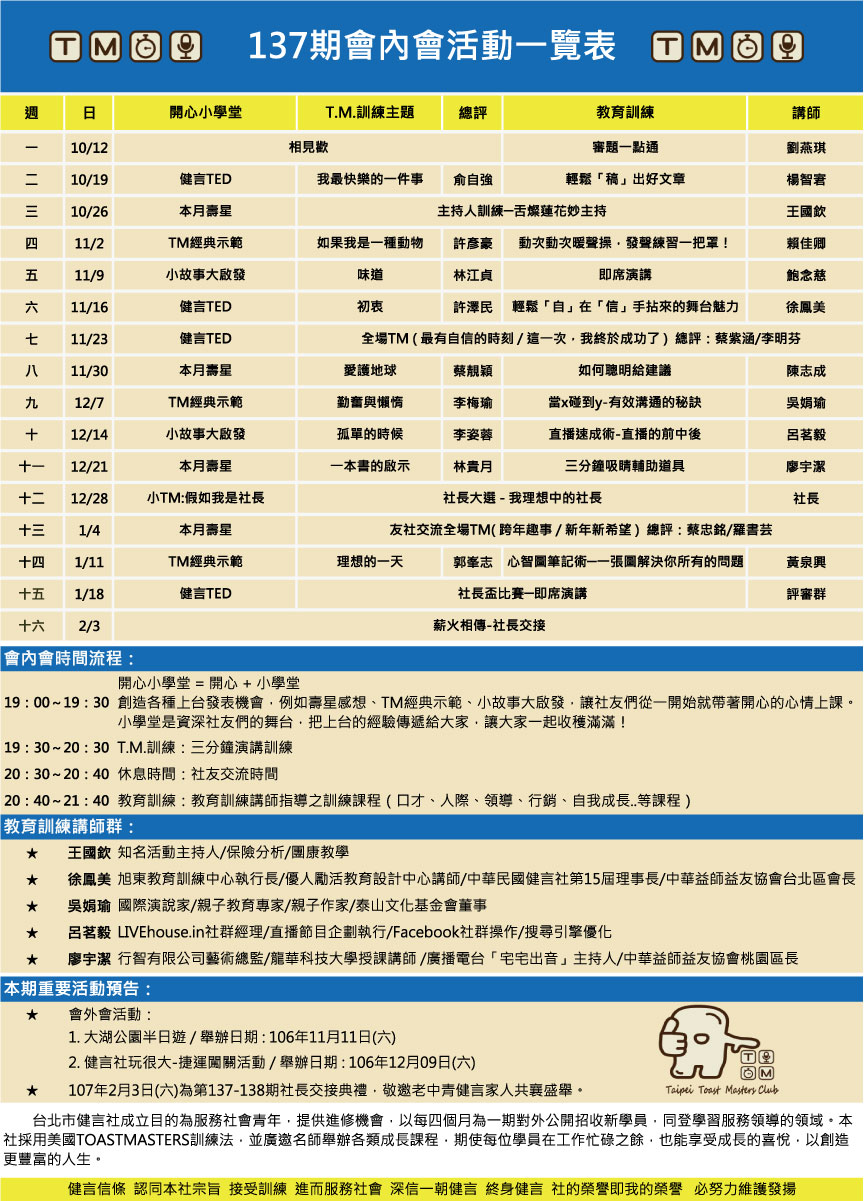 TM 137期會內會活動一覽表 TM
週 日 開心小學堂 T.M.訓練主題 總評 教育訓練 講師
一 10/12 相見歡 審題一點通 劉燕琪
二 10/19 健言TED 我最快樂的一件事 俞自強 輕鬆「稿」出好文章 楊智宭
三 10/26 本月壽星 主持人訓練─舌燦蓮花妙主持 王國欽
四 11/2 TM經典示範 如果我是一種動物 許彥豪 動次動次暖聲操，發聲練習一把罩！ 賴佳卿
五 11/9 小故事大啟發 味道 林江貞 即席演講 鮑念慈
六 11/16 健言TED 初衷 許澤民 輕鬆「自」在「信」手拈來的舞台魅力 徐鳳美
七 11/23 健言TED 全場TM ( 最有自信的時刻 / 這一次，我終於成功了 ) 總評：蔡紫涵/李明芬
八 11/30 本月壽星 愛護地球 蔡靚穎 如何聰明給建議 陳志成
九 12/7 TM經典示範 勤奮與懶惰 李梅瑜 當x碰到y-有效溝通的秘訣 吳娟瑜
十 12/14 小故事大啟發 孤單的時候 李姿蓉 直播速成術-直播的前中後 呂茗毅
十一 12/21 本月壽星 一本書的啟示 林貴月 三分鐘吸睛輔助道具 廖宇潔
十二 12/28 小TM:假如我是社長 社長大選 - 我理想中的社長 社長
十三 1/4 本月壽星 友社交流全場TM( 跨年趣事 / 新年新希望 ) 總評：蔡忠銘/羅書芸
十四 1/11 TM經典示範 理想的一天 郭峯志 心智圖筆記術─一張圖解決你所有的問題 黃泉興
十五 1/18 健言TED 社長盃比賽─即席演講 評審群
十六 2/3 薪火相傳-社長交接
會內會時間流程：
開心小學堂 = 開心 + 小學堂
19：00~19：30 創造各種上台發表機會，例如壽星感想、TM經典示範、小故事大啟發，讓社友們從一開始就帶著開心的心情上課。
小學堂是資深社友們的舞台，把上台的經驗傳遞給大家，讓大家一起收穫滿滿！
19：30~20：30 T.M.訓練：三分鐘演講訓練
20：30~20：40 休息時間：社友交流時間
20：40~21：40 教育訓練：教育訓練講師指導之訓練課程 ( 口才、人際、領導、行銷、自我成長..等課程 )
教育訓練講師群：
★ 王國欽 知名活動主持人/保險分析/團康教學
★ 徐鳳美 旭東教育訓練中心執行長/優人勵活教育設計中心講師/中華民國健言社第15屆理事長/中華益師益友協會台北區會長
★ 吳娟瑜 國際演說家/親子教育專家/親子作家/泰山文化基金會董事
★ 呂茗毅 LIVEhouse.in社群經理/直播節目企劃執行/Facebook社群操作/搜尋引擎優化
★ 廖宇潔 行智有限公司藝術總監/龍華科技大學授課講師 /廣播電台「宅宅出音」主持人/中華益師益友協會桃園區長
本期重要活動預告：
★ 會外會活動：
1. 大湖公園半日遊 / 舉辦日期 : 106年11月11日(六)
2. 健言社玩很大-捷運闖關活動 / 舉辦日期 : 106年12月09日(六)
★ 107年2月3日(六)為第137-138期社長交接典禮，敬邀老中青健言家人共襄盛舉。
TM
Taipei Toast Masters Club
台北市健言社成立目的為服務社會青年，提供進修機會，以每四個月為一期對外公開招收新學員，同登學習服務領導的領域。本
社採用美國TOASTMASTERS訓練法，並廣邀名師舉辦各類成長課程，期使每位學員在工作忙碌之餘，也能享受成長的喜悅，以創造
更豐富的人生。
健言信條 認同本社宗旨 接受訓練 進而服務社會 深信一朝健言 終身健言 社的榮譽即我的榮譽 必努力維護發揚